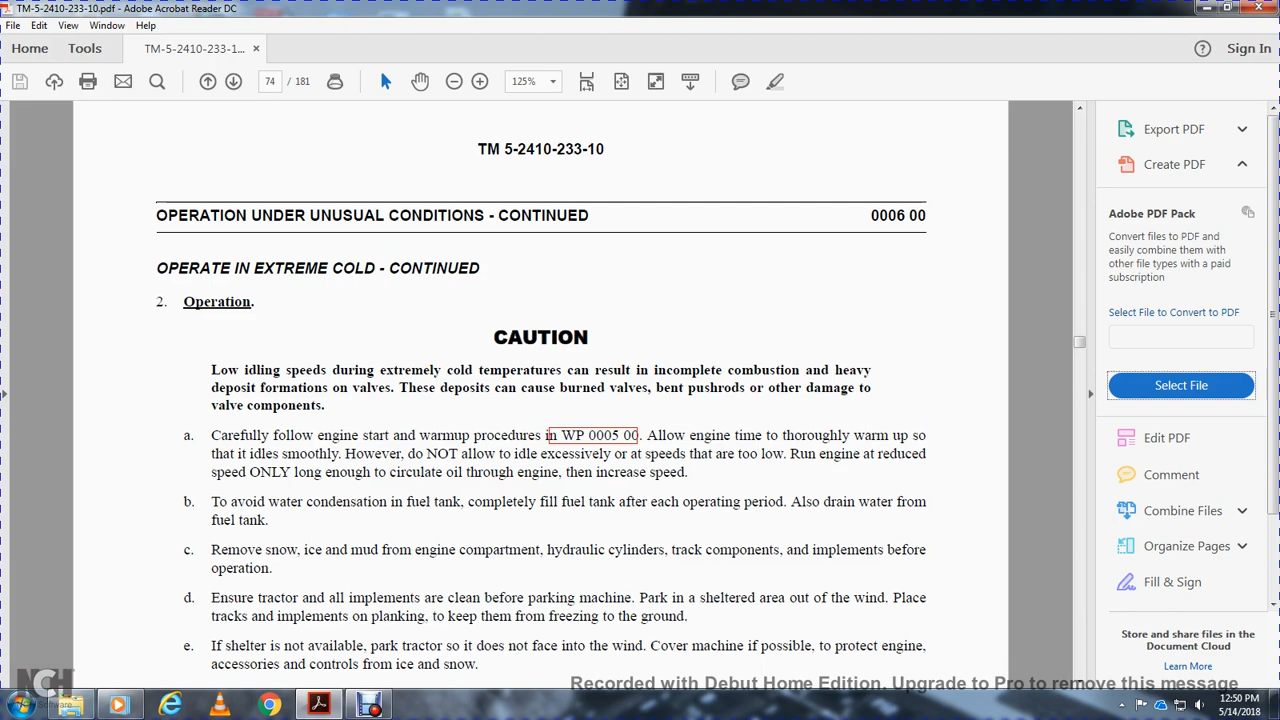 TM-5-2410-233-10.pdf - Adobe Acrobat Reader DC
File Edit View Window Help
Home Tools TM-5-2410-233-1... × Sign In
74 / 181 125%
TM 5-2410-233-10
OPERATION UNDER UNUSUAL CONDITIONS - CONTINUED 0006 00
OPERATE IN EXTREME COLD - CONTINUED
2. Operation.
CAUTION
Low idling speeds during extremely cold temperatures can result in incomplete combustion and heavy
deposit formations on valves. These deposits can cause burned valves, bent pushrods or other damage to
valve components.
a. Carefully follow engine start and warmup procedures in WP 0005 00. Allow engine time to thoroughly warm up so
that it idles smoothly. However, do NOT allow to idle excessively or at speeds that are too low. Run engine at reduced
speed ONLY long enough to circulate oil through engine, then increase speed.
b. To avoid water condensation in fuel tank, completely fill fuel tank after each operating period. Also drain water from
fuel tank.
c. Remove snow, ice and mud from engine compartment, hydraulic cylinders, track components, and implements before
operation.
d. Ensure tractor and all implements are clean before parking machine. Park in a sheltered area out of the wind. Place
tracks and implements on planking, to keep them from freezing to the ground.
e. If shelter is not available, park tractor so it does not face into the wind. Cover machine if possible, to protect engine,
accessories and controls from ice and snow.
Export PDF
Create PDF
Adobe PDF Pack
Convert files to PDF and
easily combine them with
other file types with a paid
subscription
Select File to Convert to PDF
Select File
Edit PDF
Comment
Combine Files
Organize Pages
Fill & Sign
Store and share files in the
Document Cloud
Learn More
NCH Software
Recorded with Debut Home Edition, Upgrade to Pro to remove this message
12:50 PM
5/14/2018